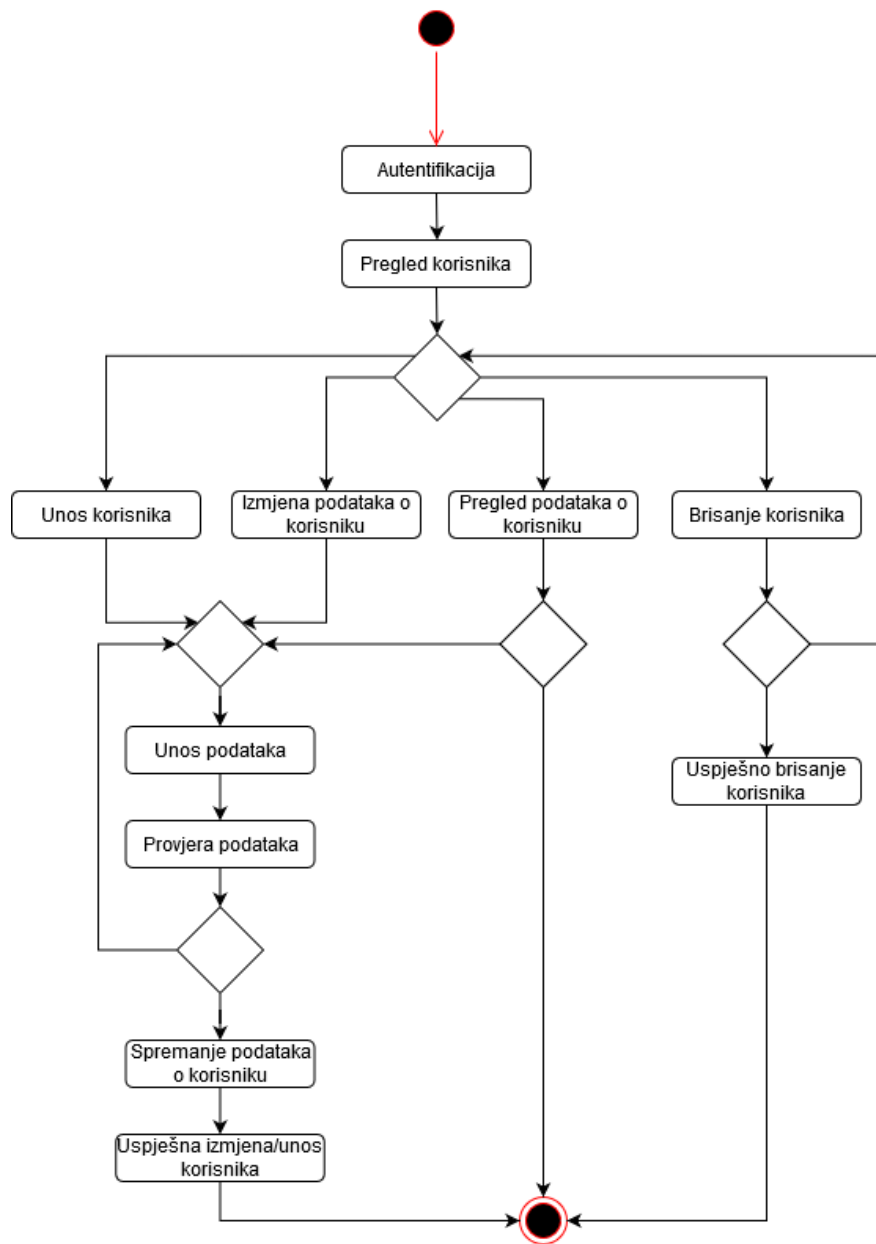 Autentifikacija
Pregled korisnika
Unos korisnika
Izmjena podataka o
korisniku
Pregled podataka o
korisniku
Brisanje korisnika
Unos podataka
Uspješno brisanje
korisnika
Provjera podataka
Spremanje podataka
o korisniku
Uspješna izmjena/unos
korisnika